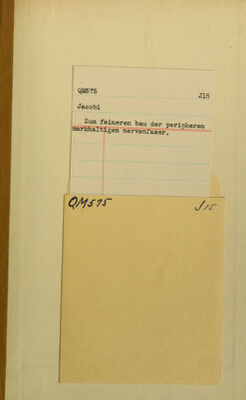 QM575
J15
Jacobi
Zum feineren bau der peripheren
markhaltigen nervenfaser.
QM575
J15